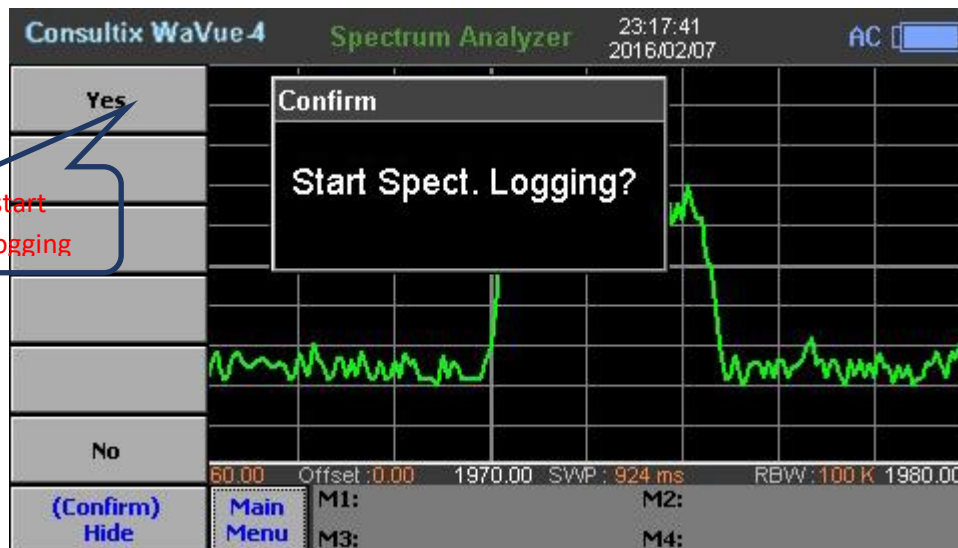 Consultix WaVue-4
Spectrum Analyzer
23:17:41
2016/02/07
AC
Yes
Confirm
Start Spect. Logging?
start
ogging
No
60.00 Offset :0.00 1970.00 SWP : 924 ms RBW :100 K 1980.00
(Confirm)
Hide
Main
Menu
M1:
M2:
M3:
M4: